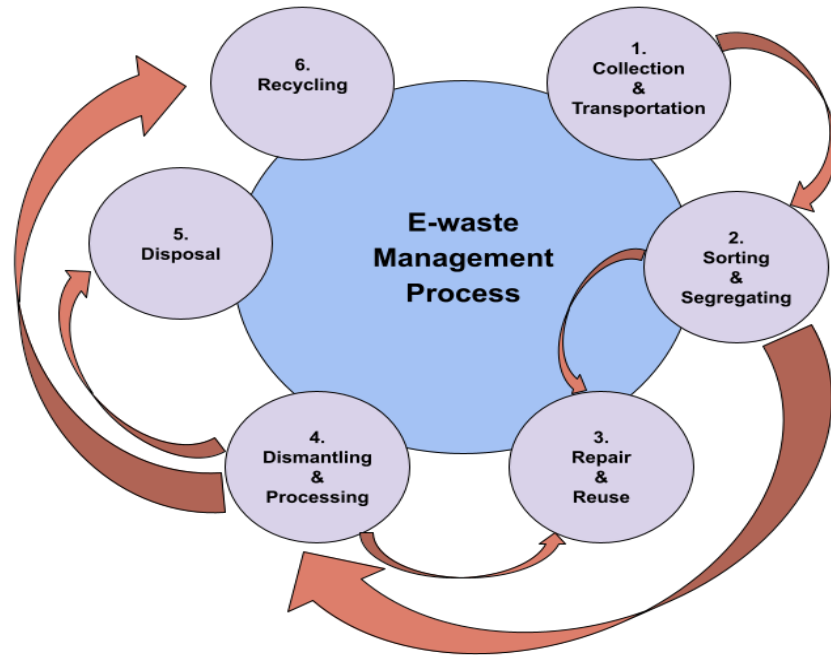 E-waste
Management
Process
1.
Collection
&
Transportation
2.
Sorting
&
Segregating
3.
Repair
&
Reuse
4.
Dismantling
&
Processing
5.
Disposal
6.
Recycling